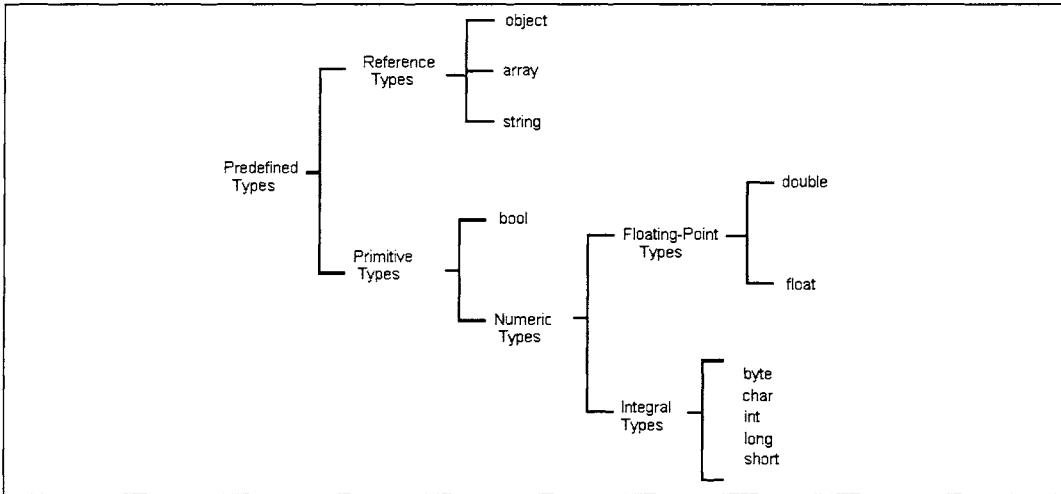 object
Reference
Types
array
string
Predefined
Types
double
bool
Floating-Point
Types
Primitive
Types
float
Numeric
Types
byte
char
Integral
Types
int
long
short